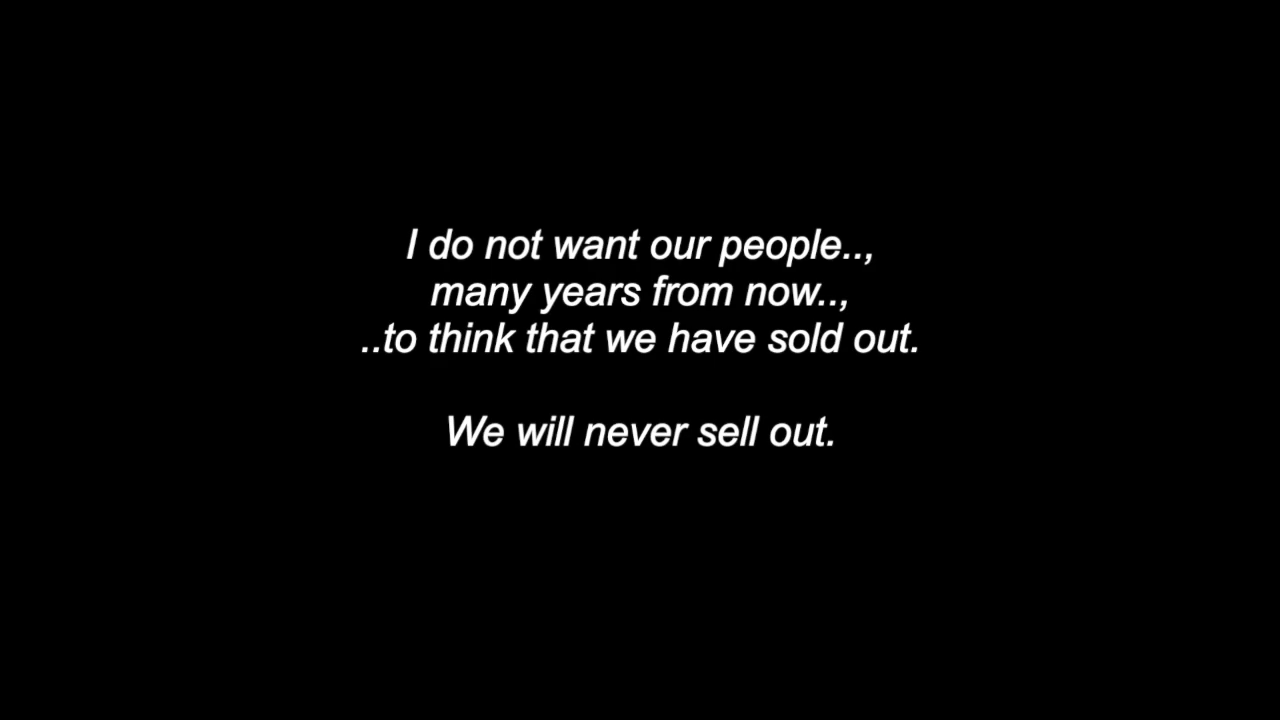 I do not want our people..,
many years from now..,
..to think that we have sold out.
We will never sell out.